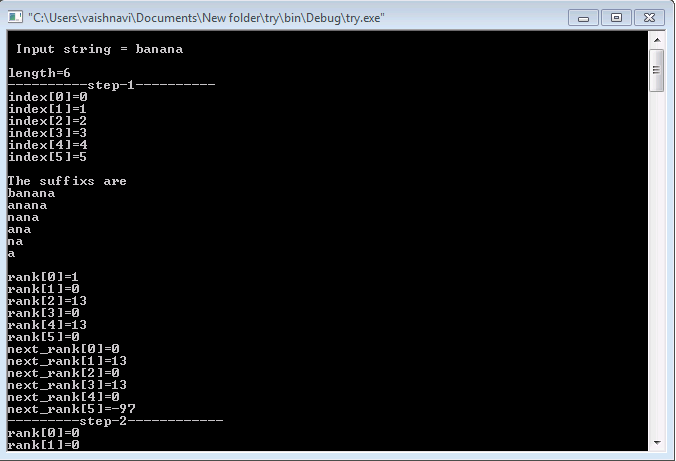 "C:\Users\vaishnavi\Documents\New folder\try\bin\Debug\try.exe"
Input string = banana
length=6
----------step-1----------
index[0]=0
index[1]=1
index[2]=2
index[3]=3
index[4]=4
index[5]=5
The suffixs are
banana
anana
nana
ana
na
a
rank[0]=1
rank[1]=0
rank[2]=13
rank[3]=0
rank[4]=13
rank[5]=0
next_rank[0]=0
next_rank[1]=13
next_rank[2]=0
next_rank[3]=13
next_rank[4]=0
next_rank[5]=-97
---------step-2------------
rank[0]=0
rank[1]=0